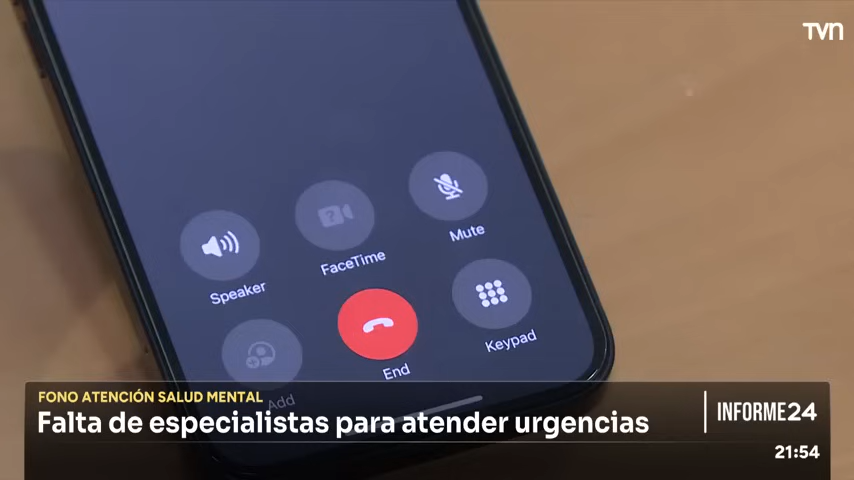 TVN
Speaker
FaceTime
Mute
Add
End
Keypad
FONO ATENCIÓN SALUD MENTAL
Falta de especialistas para atender urgencias
INFORME24
21:54